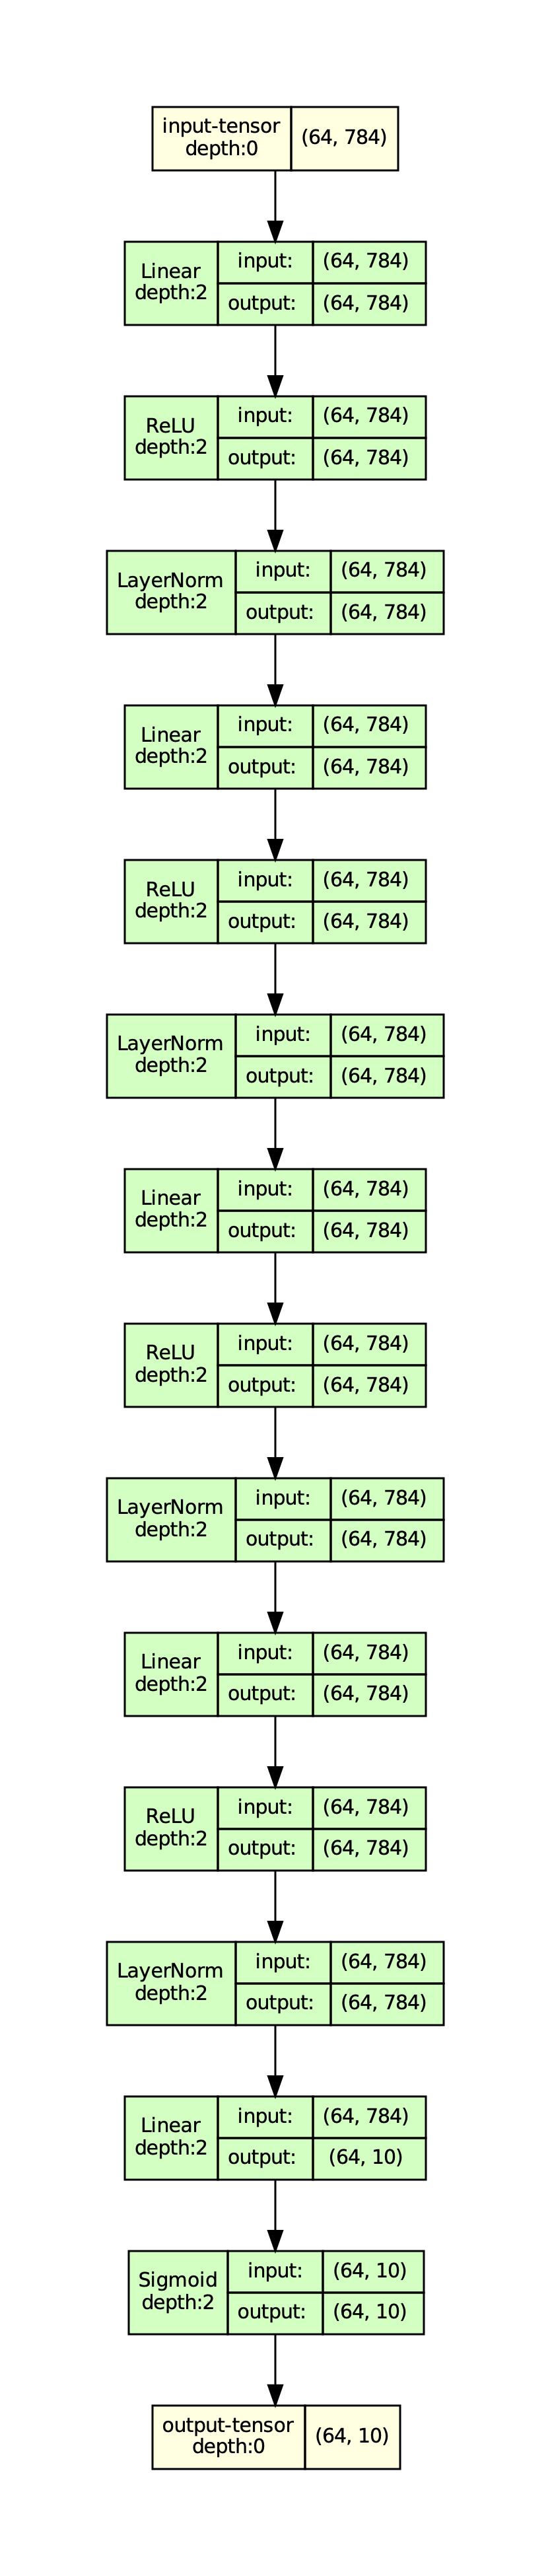 input-tensor
depth:0
(64, 784)
Linear
depth:2
input:
(64, 784)
output:
(64, 784)
ReLU
depth:2
input:
(64, 784)
output:
(64, 784)
LayerNorm
depth:2
input:
(64, 784)
output:
(64, 784)
Linear
depth:2
input:
(64, 784)
output:
(64, 784)
ReLU
depth:2
input:
(64, 784)
output:
(64, 784)
LayerNorm
depth:2
input:
(64, 784)
output:
(64, 784)
Linear
depth:2
input:
(64, 784)
output:
(64, 784)
ReLU
depth:2
input:
(64, 784)
output:
(64, 784)
LayerNorm
depth:2
input:
(64, 784)
output:
(64, 784)
Linear
depth:2
input:
(64, 784)
output:
(64, 784)
ReLU
depth:2
input:
(64, 784)
output:
(64, 784)
LayerNorm
depth:2
input:
(64, 784)
output:
(64, 784)
Linear
depth:2
input:
(64, 784)
output:
(64, 10)
Sigmoid
depth:2
input:
(64, 10)
output:
(64, 10)
output-tensor
depth:0
(64, 10)